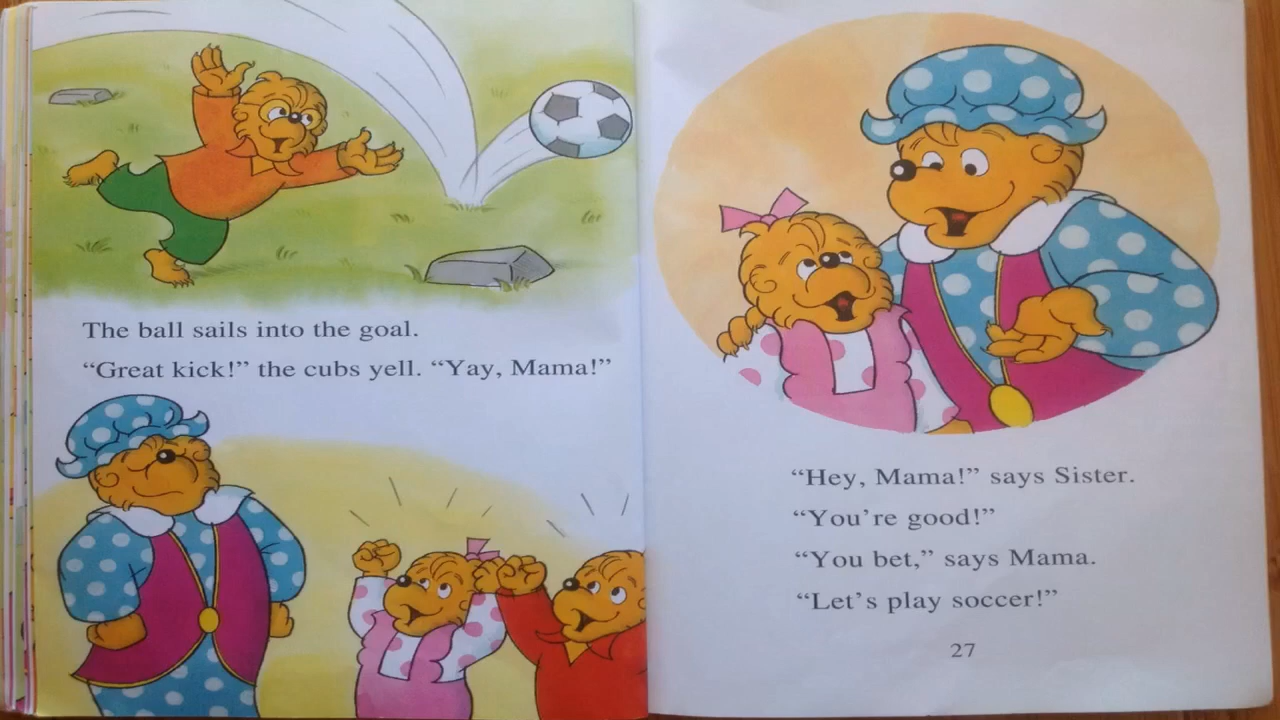 The ball sails into the goal.
“Great kick!” the cubs yell. “Yay, Mama!”
“Hey, Mama!” says Sister.
“You’re good!”
“You bet,” says Mama.
“Let’s play soccer!”
27